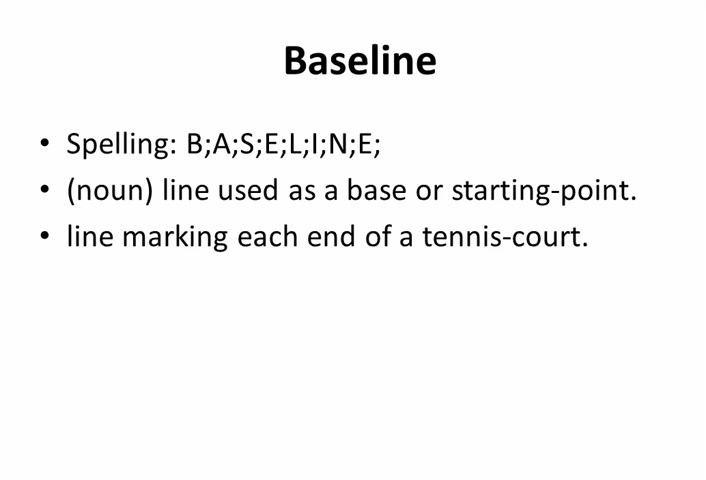 Baseline
• Spelling: B;A;S;E;L;I;N;E;
• (noun) line used as a base or starting-point.
• line marking each end of a tennis-court.